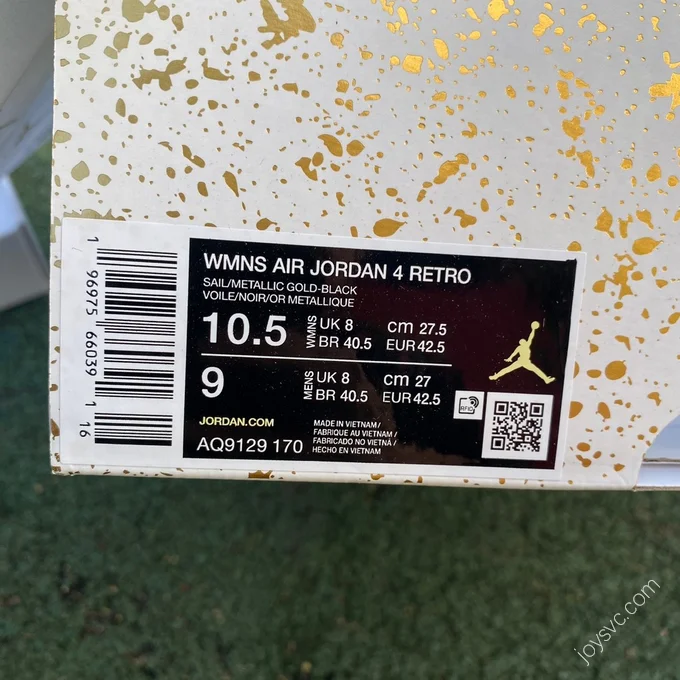 1 96975 66039 1 16
WMNS AIR JORDAN 4 RETRO
SAIL/METALLIC GOLD-BLACK
VOILE/NOIR/OR METALLIQUE
10.5 WMNS UK 8 cm 27.5
BR 40.5 EUR 42.5
9 MENS UK 8 cm 27
BR 40.5 EUR 42.5
JORDAN.COM
AQ9129 170
MADE IN VIETNAM/
FABRIQUE AU VIETNAM/
FABRICADO NO VIETNÃ/
HECHO EN VIETNAM
RFID
joysvc.com